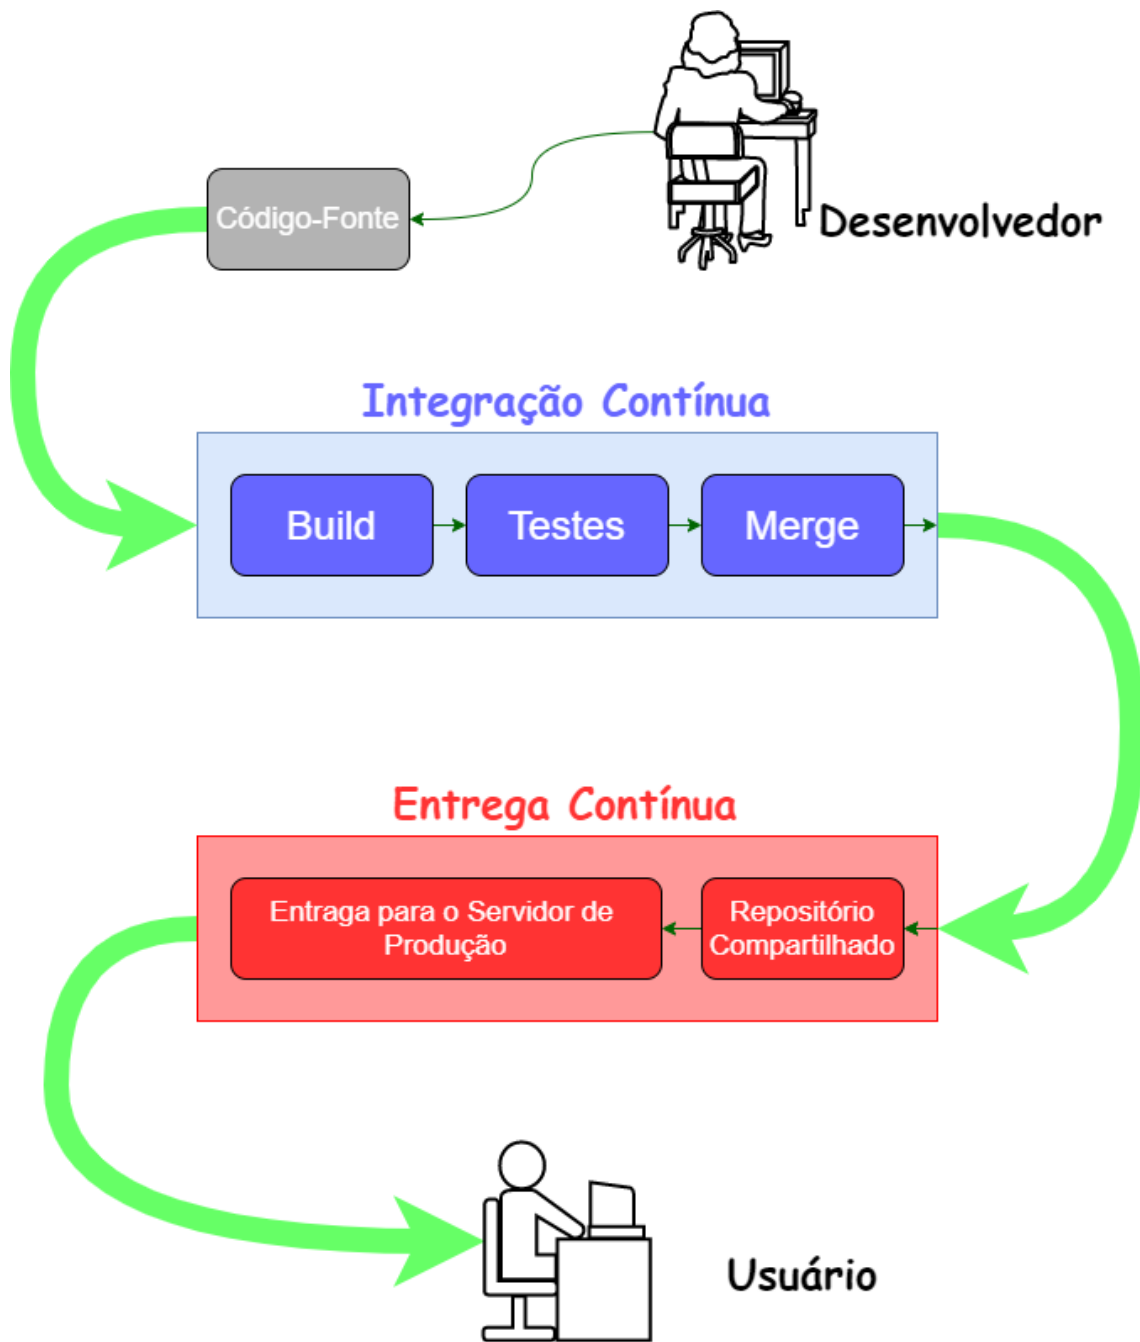 Código-Fonte
Desenvolvedor
Integração Contínua
Build
Testes
Merge
Entrega Contínua
Entraga para o Servidor de
Produção
Repositório
Compartilhado
Usuário